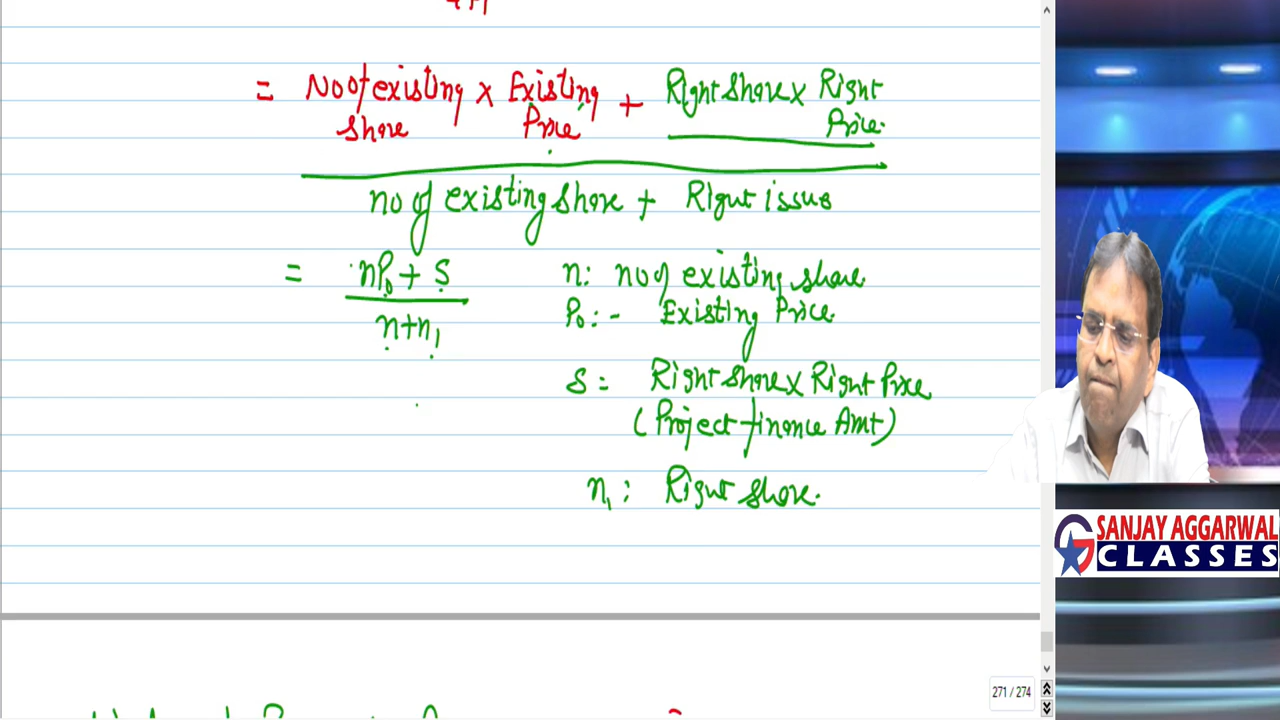 = No of existing share × Existing Price + Right share × Right Price.
no of existing share + Right issue
= nP₀ + S
n+n₁
n: no of existing share.
P₀:- Existing Price.
S = Right share × Right Price
(Project finance Amt)
n₁: Right share.
SANJAY AGGARWAL
CLASSES
271 / 274